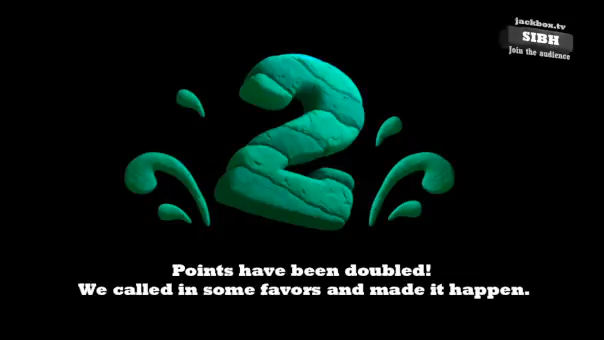 jackbox.tv
SIBH
Join the audience
2
Points have been doubled!
We called in some favors and made it happen.